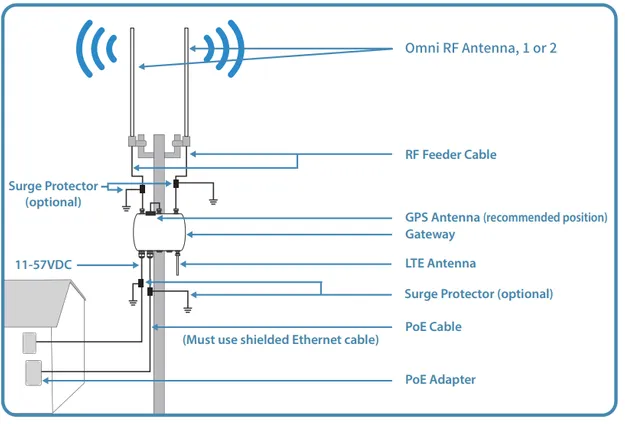 Omni RF Antenna, 1 or 2
RF Feeder Cable
Surge Protector
(optional)
GPS Antenna (recommended position)
Gateway
11-57VDC
LTE Antenna
Surge Protector (optional)
PoE Cable
(Must use shielded Ethernet cable)
PoE Adapter